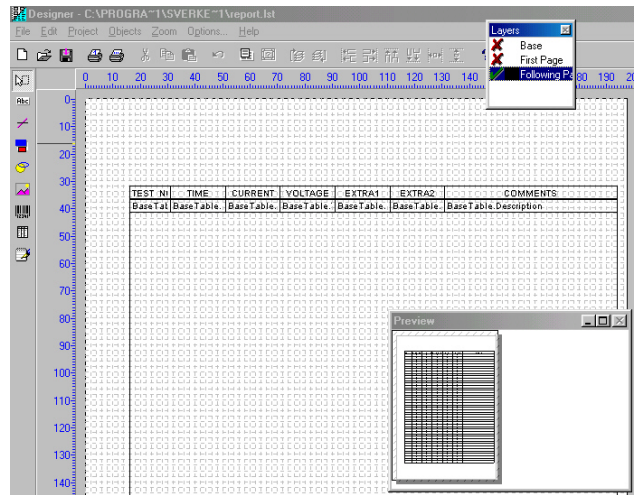 Designer - C:\PROGRA~1\SVERKE~1\report.lst
File Edit Project Objects Zoom Options... Help
Layers
Base
First Page
Following Pa
0 10 20 30 40 50 60 70 80 90 100 110 120 130 140 190 20
Abc
0
10
20
30
40
50
60
70
80
90
100
110
120
130
140
TEST N TIME CURRENT VOLTAGE EXTRA1 EXTRA2 COMMENTS
BaseTab BaseTable. BaseTable. BaseTable. BaseTable. BaseTable. BaseTable.Description
Preview